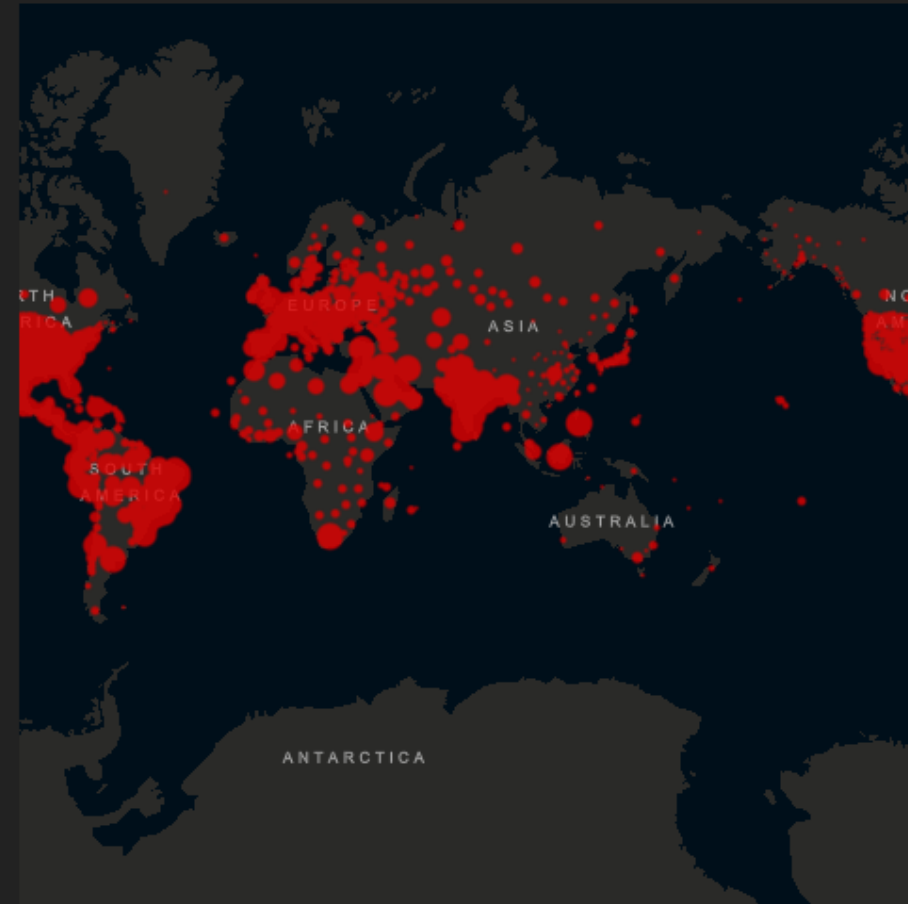 RTH
RICA
EUROPE
ASIA
AFRICA
SOUTH
AMERICA
AUSTRALIA
ANTARCTICA
NO
AM